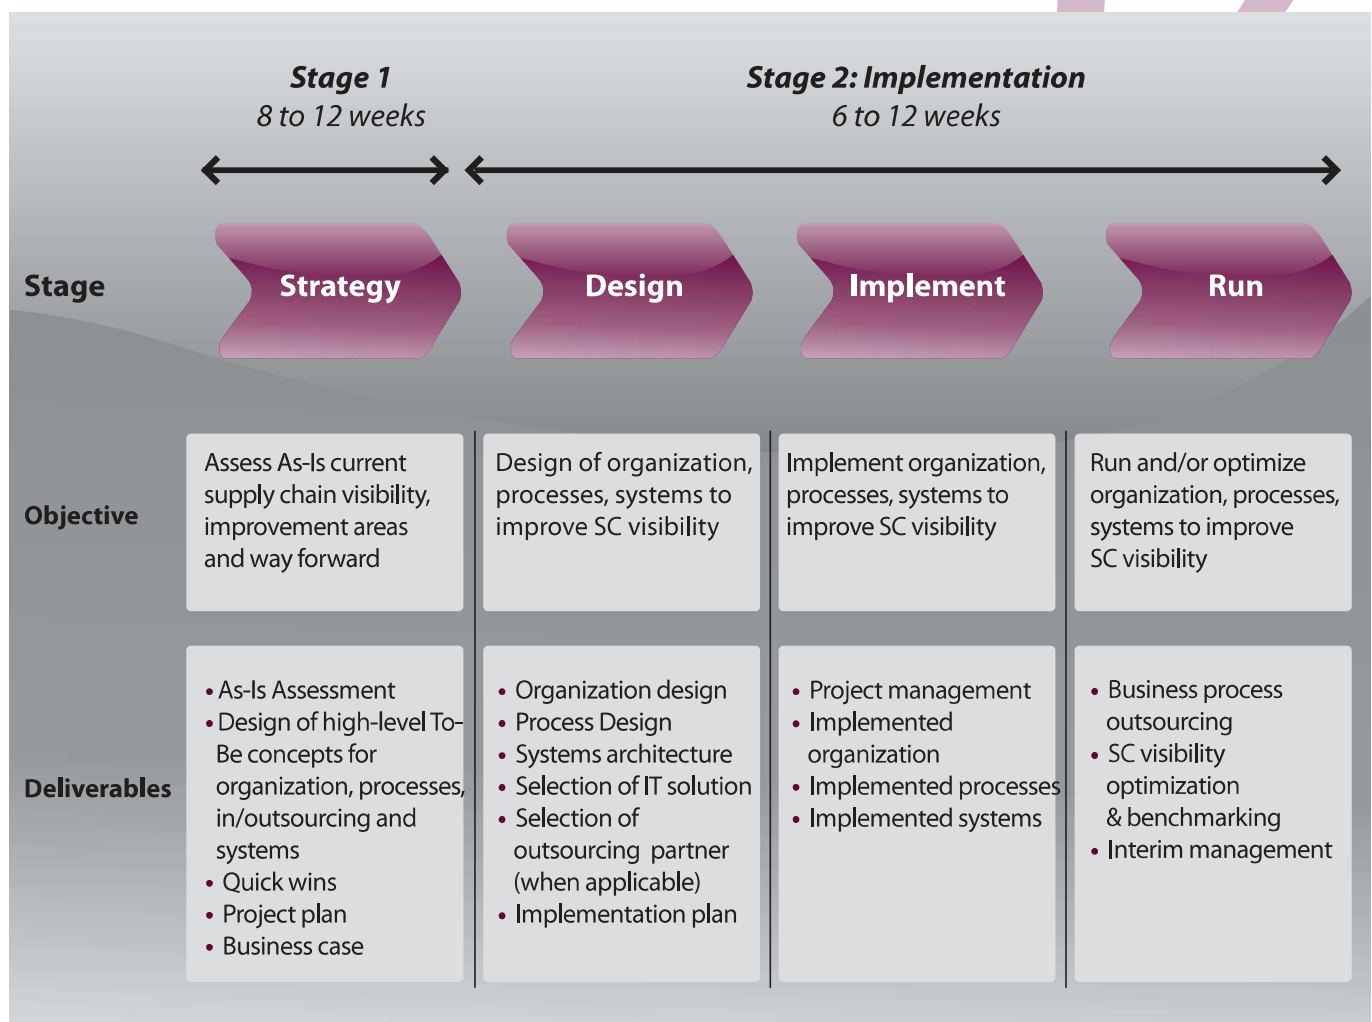 Stage 1
8 to 12 weeks
Stage 2: Implementation
6 to 12 weeks
Stage
Strategy
Design
Implement
Run
Objective
Assess As-Is current
supply chain visibility,
improvement areas
and way forward
Design of organization,
processes, systems to
improve SC visibility
Implement organization,
processes, systems to
improve SC visibility
Run and/or optimize
organization, processes,
systems to improve
SC visibility
Deliverables
• As-Is Assessment
• Design of high-level To-
Be concepts for
organization, processes,
in/outsourcing and
systems
• Quick wins
• Project plan
• Business case
• Organization design
• Process Design
• Systems architecture
• Selection of IT solution
• Selection of
outsourcing partner
(when applicable)
• Implementation plan
• Project management
• Implemented
organization
• Implemented processes
• Implemented systems
• Business process
outsourcing
• SC visibility
optimization
& benchmarking
• Interim management